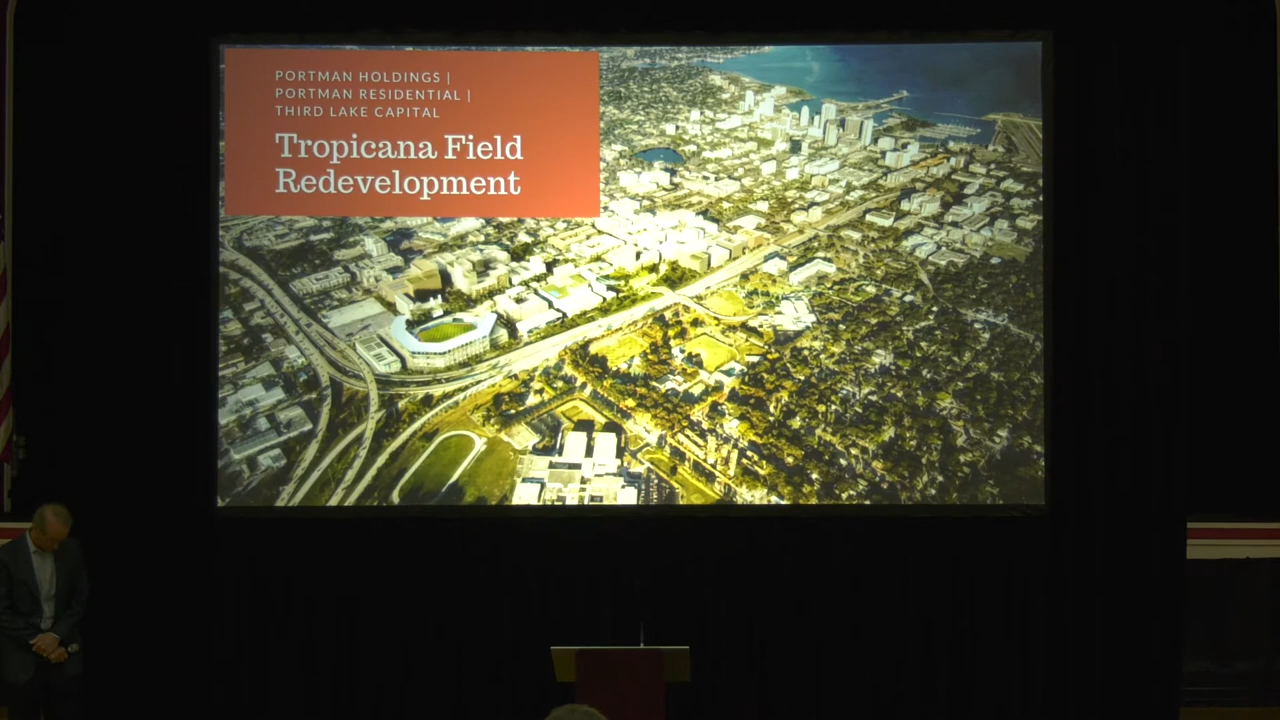 PORTMAN HOLDINGS |
PORTMAN RESIDENTIAL |
THIRD LAKE CAPITAL
Tropicana Field
Redevelopment